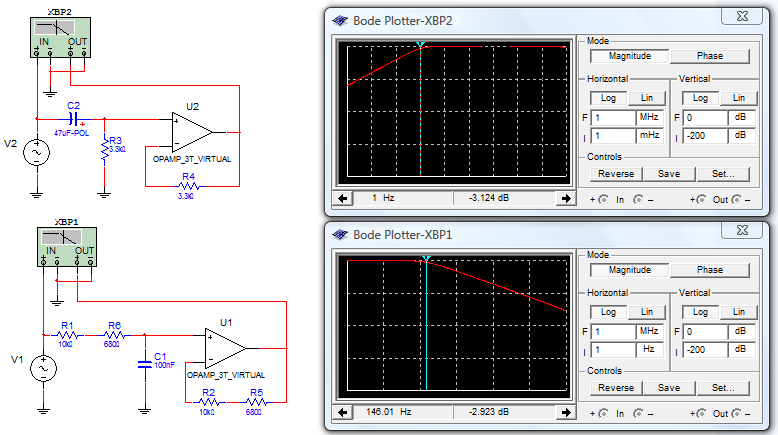 XBP2
IN OUT
C2
47uF-POL
R3
3.3kΩ
V2
U2
OPAMP_3T_VIRTUAL
R4
3.3kΩ
Bode Plotter-XBP2
Mode
Magnitude Phase
Horizontal Vertical
Log Lin Log Lin
F 1 MHz F 0 dB
I 1 mHz I -200 dB
Controls
Reverse Save Set...
1 Hz -3.124 dB
+ In - + Out -
XBP1
IN OUT
R1
10kΩ
R6
680Ω
V1
C1
100nF
U1
OPAMP_3T_VIRTUAL
R2
10kΩ
R5
680Ω
Bode Plotter-XBP1
Mode
Magnitude Phase
Horizontal Vertical
Log Lin Log Lin
F 1 MHz F 0 dB
I 1 Hz I -200 dB
Controls
Reverse Save Set...
146.01 Hz -2.923 dB
+ In - + Out -